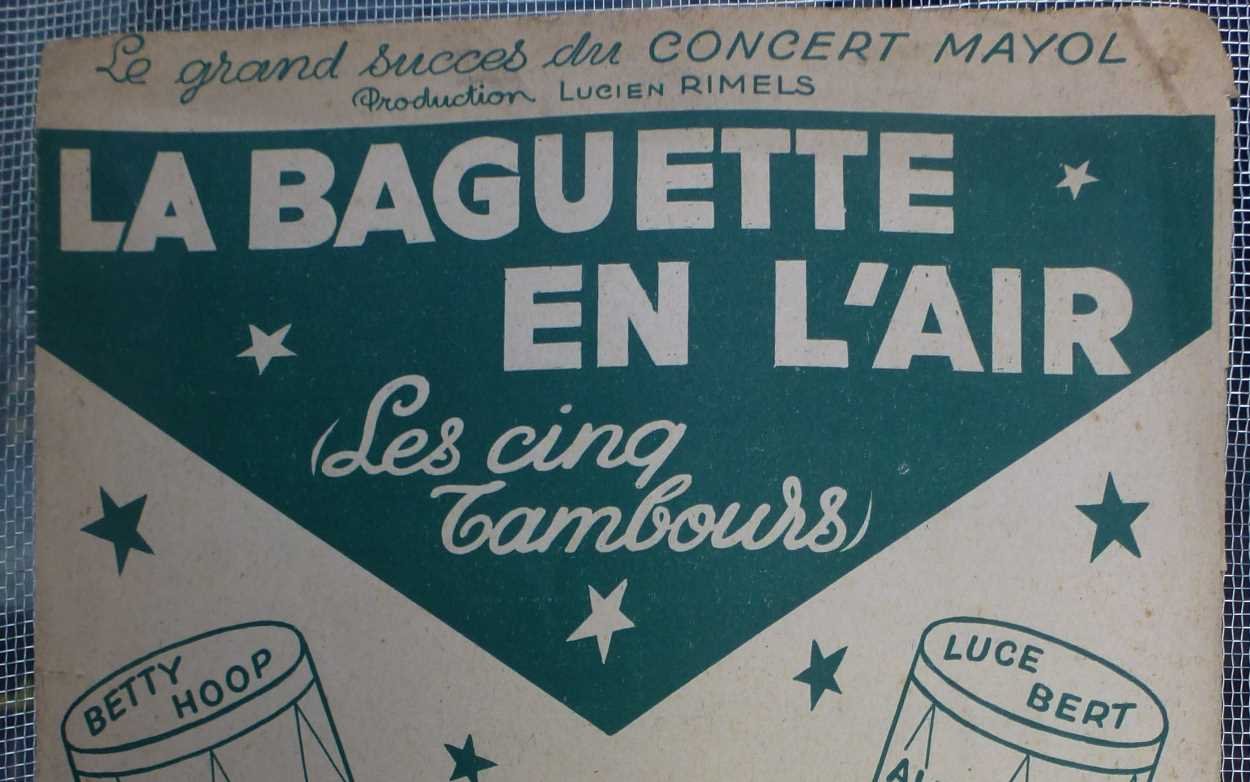 Le grand succes du CONCERT MAYOL
Production LUCIEN RIMELS
LA BAGUETTE
EN L'AIR
(Les cinq
Tambours)
BETTY
HOOP
LUCE
BERT